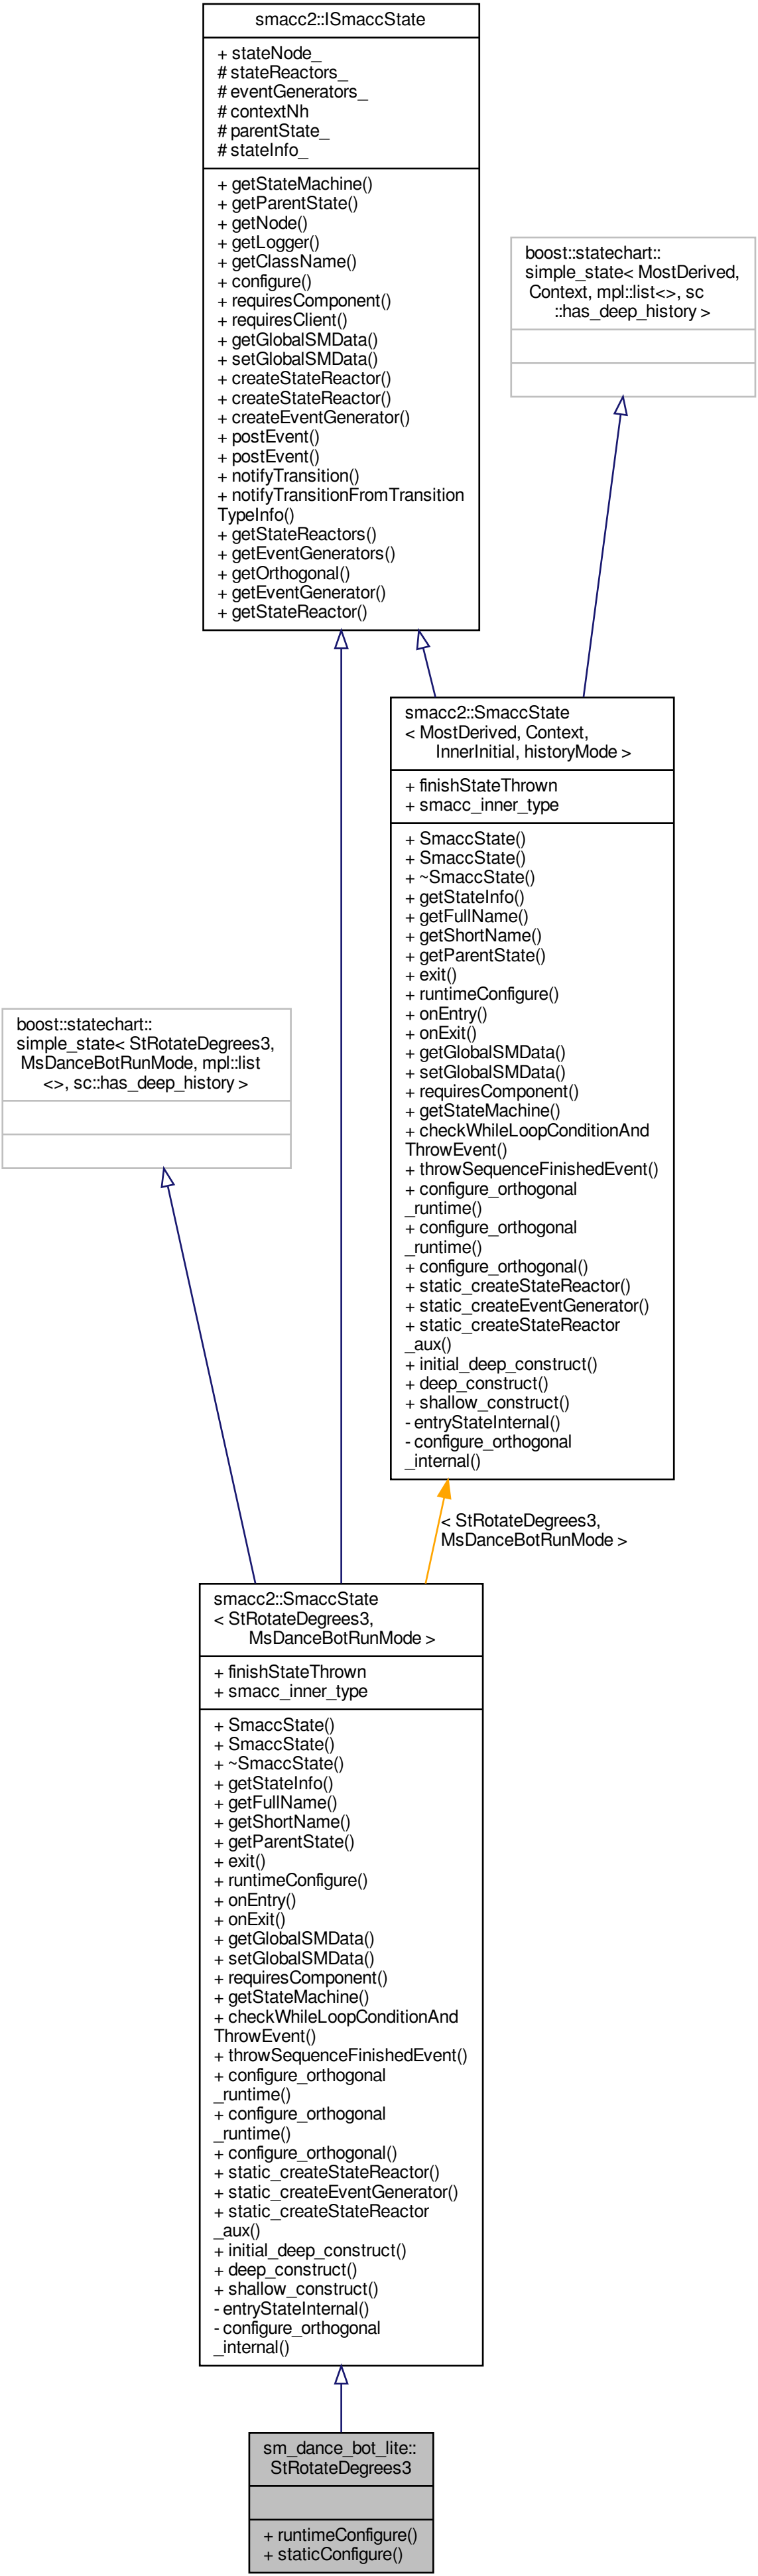 smacc2::ISmaccState
+ stateNode_
# stateReactors_
# eventGenerators_
# contextNh
# parentState_
# stateInfo_
+ getStateMachine()
+ getParentState()
+ getNode()
+ getLogger()
+ getClassName()
+ configure()
+ requiresComponent()
+ requiresClient()
+ getGlobalSMData()
+ setGlobalSMData()
+ createStateReactor()
+ createStateReactor()
+ createEventGenerator()
+ postEvent()
+ postEvent()
+ notifyTransition()
+ notifyTransitionFromTransition
TypeInfo()
+ getStateReactors()
+ getEventGenerators()
+ getOrthogonal()
+ getEventGenerator()
+ getStateReactor()
boost::statechart::
simple_state< MostDerived,
Context, mpl::list<>, sc
::has_deep_history >
smacc2::SmaccState
< MostDerived, Context,
InnerInitial, historyMode >
+ finishStateThrown
+ smacc_inner_type
+ SmaccState()
+ SmaccState()
+ ~SmaccState()
+ getStateInfo()
+ getFullName()
+ getShortName()
+ getParentState()
+ exit()
+ runtimeConfigure()
+ onEntry()
+ onExit()
+ getGlobalSMData()
+ setGlobalSMData()
+ requiresComponent()
+ getStateMachine()
+ checkWhileLoopConditionAnd
ThrowEvent()
+ throwSequenceFinishedEvent()
+ configure_orthogonal
_runtime()
+ configure_orthogonal
_runtime()
+ configure_orthogonal()
+ static_createStateReactor()
+ static_createEventGenerator()
+ static_createStateReactor
_aux()
+ initial_deep_construct()
+ deep_construct()
+ shallow_construct()
- entryStateInternal()
- configure_orthogonal
_internal()
boost::statechart::
simple_state< StRotateDegrees3,
MsDanceBotRunMode, mpl::list
<>, sc::has_deep_history >
< StRotateDegrees3,
MsDanceBotRunMode >
smacc2::SmaccState
< StRotateDegrees3,
MsDanceBotRunMode >
+ finishStateThrown
+ smacc_inner_type
+ SmaccState()
+ SmaccState()
+ ~SmaccState()
+ getStateInfo()
+ getFullName()
+ getShortName()
+ getParentState()
+ exit()
+ runtimeConfigure()
+ onEntry()
+ onExit()
+ getGlobalSMData()
+ setGlobalSMData()
+ requiresComponent()
+ getStateMachine()
+ checkWhileLoopConditionAnd
ThrowEvent()
+ throwSequenceFinishedEvent()
+ configure_orthogonal
_runtime()
+ configure_orthogonal
_runtime()
+ configure_orthogonal()
+ static_createStateReactor()
+ static_createEventGenerator()
+ static_createStateReactor
_aux()
+ initial_deep_construct()
+ deep_construct()
+ shallow_construct()
- entryStateInternal()
- configure_orthogonal
_internal()
sm_dance_bot_lite::
StRotateDegrees3
+ runtimeConfigure()
+ staticConfigure()